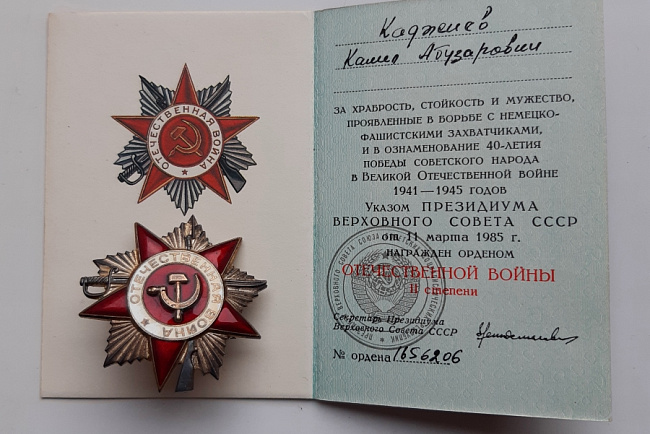 ОТЕЧЕСТВЕННАЯ ВОЙНА
ОТЕЧЕСТВЕННАЯ ВОЙНА
Каджиев
Камил Абузарович
ЗА ХРАБРОСТЬ, СТОЙКОСТЬ И МУЖЕСТВО,
ПРОЯВЛЕННЫЕ В БОРЬБЕ С НЕМЕЦКО-
ФАШИСТСКИМИ ЗАХВАТЧИКАМИ,
И В ОЗНАМЕНОВАНИЕ 40-ЛЕТИЯ
ПОБЕДЫ СОВЕТСКОГО НАРОДА
В ВЕЛИКОЙ ОТЕЧЕСТВЕННОЙ ВОЙНЕ
1941—1945 ГОДОВ
УКАЗОМ ПРЕЗИДИУМА
ВЕРХОВНОГО СОВЕТА СССР
от 11 марта 1985 г.
НАГРАЖДЕН ОРДЕНОМ
ОТЕЧЕСТВЕННОЙ ВОЙНЫ
II степени
Секретарь Президиума
Верховного Совета СССР
№ ордена 1656206